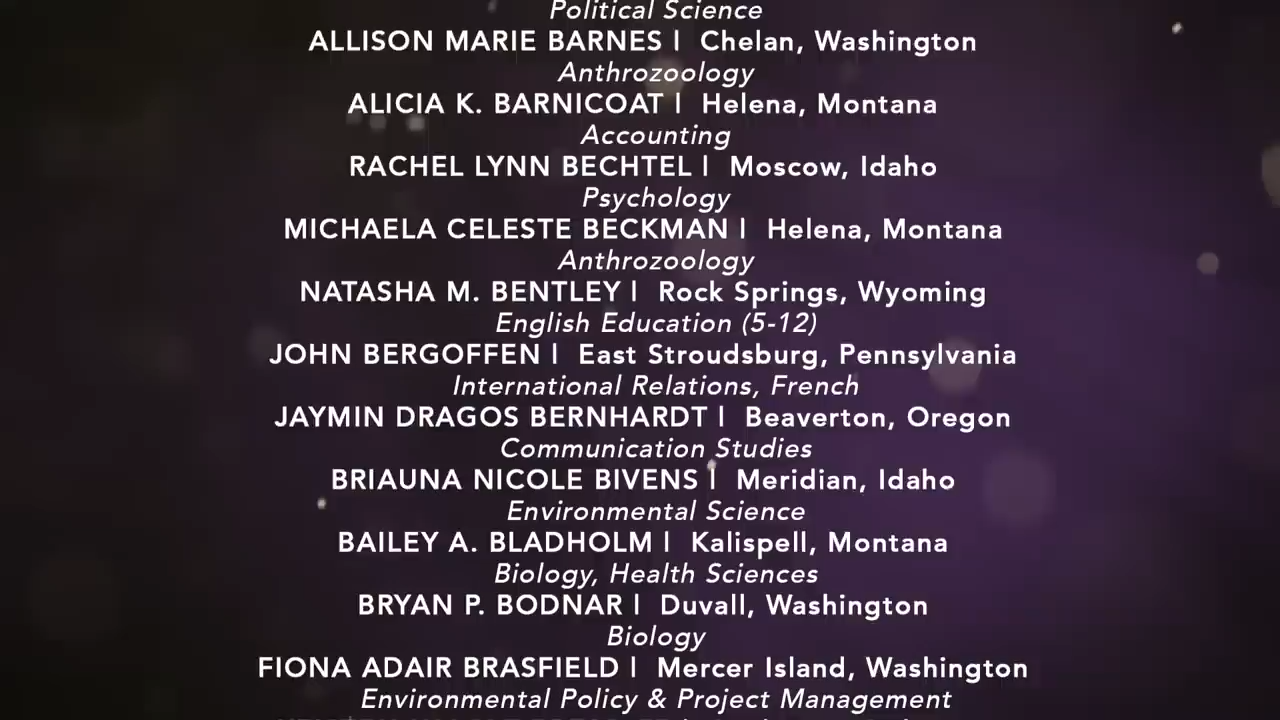 Political Science
ALLISON MARIE BARNES | Chelan, Washington
Anthrozoology
ALICIA K. BARNICOAT | Helena, Montana
Accounting
RACHEL LYNN BECHTEL | Moscow, Idaho
Psychology
MICHAELA CELESTE BECKMAN | Helena, Montana
Anthrozoology
NATASHA M. BENTLEY | Rock Springs, Wyoming
English Education (5-12)
JOHN BERGOFFEN | East Stroudsburg, Pennsylvania
International Relations, French
JAYMIN DRAGOS BERNHARDT | Beaverton, Oregon
Communication Studies
BRIAUNA NICOLE BIVENS | Meridian, Idaho
Environmental Science
BAILEY A. BLADHOLM | Kalispell, Montana
Biology, Health Sciences
BRYAN P. BODNAR | Duvall, Washington
Biology
FIONA ADAIR BRASFIELD | Mercer Island, Washington
Environmental Policy & Project Management